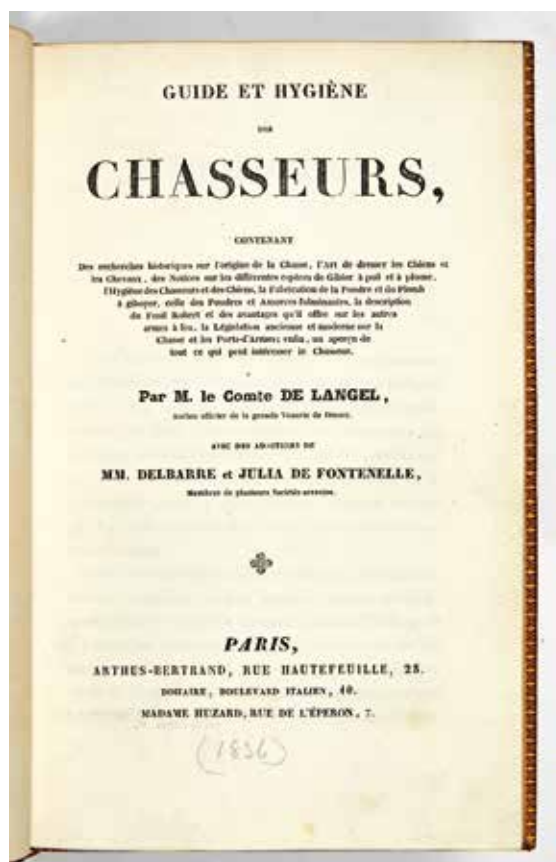 GUIDE ET HYGIÈNE
DES
CHASSEURS,
CONTENANT
Des recherches historiques sur l'origine de la Chasse, l'Art de dresser les Chiens et
les Chevaux, des Notices sur les différentes espèces de Gibier à poil et à plume,
l'Hygiène des Chasseurs et des Chiens, la Fabrication de la Poudre et du Plomb
à giboyer, celle des Poudres et Amorces fulminantes, la description
du Fusil Robert et des avantages qu'il offre sur les autres
armes à feu, la Législation ancienne et moderne sur la
Chasse et les Ports-d'Armes; enfin, un aperçu de
tout ce qui peut intéresser le Chasseur.
Par M. le Comte DE LANGEL,
Ancien officier de la grande Vénerie de France.
AVEC DES ADDITIONS DE
MM. DELBARRE et JULIA DE FONTENELLE,
Membres de plusieurs Sociétés savantes.
PARIS,
ARTHUS-BERTRAND, RUE HAUTEFEUILLE, 23.
BOHAIRE, BOULEVARD ITALIEN, 10.
MADAME HUZARD, RUE DE L'ÉPERON, 7.
(1836)